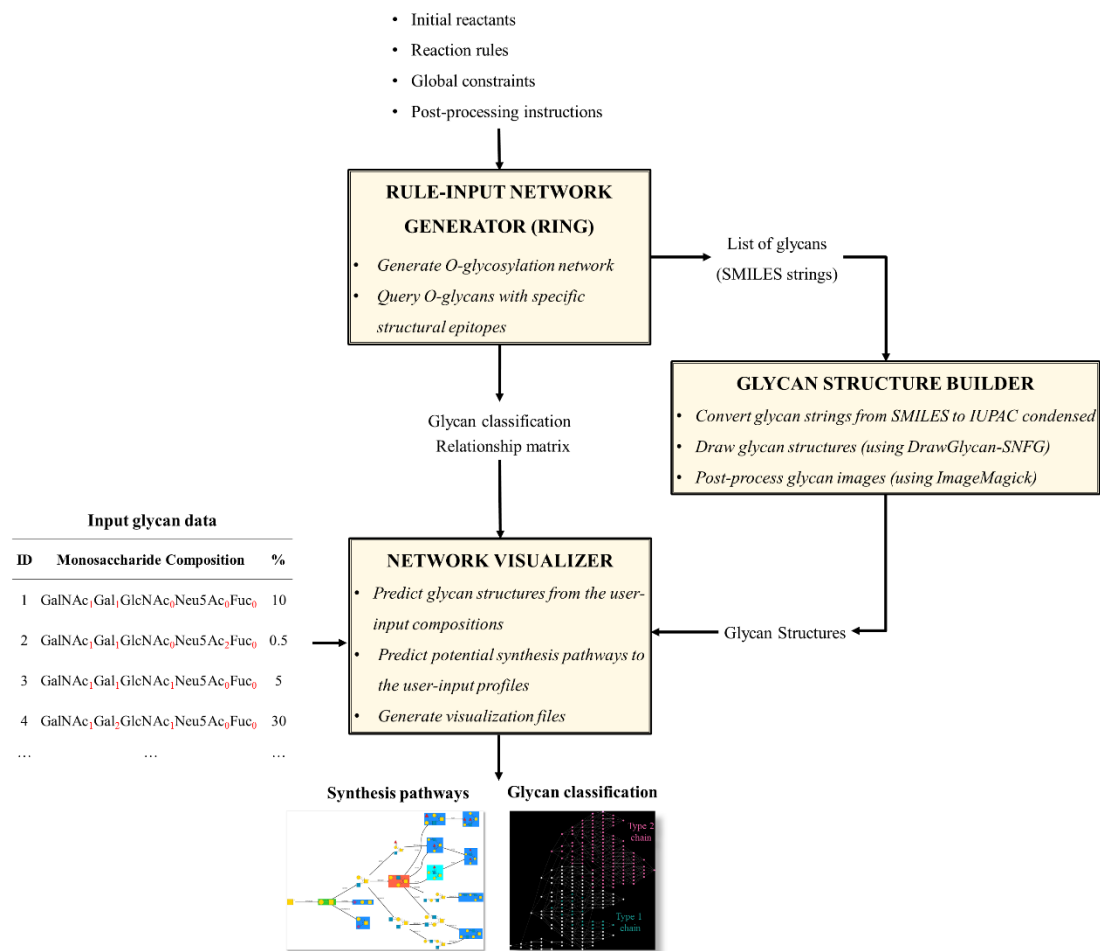 • Initial reactants
• Reaction rules
• Global constraints
• Post-processing instructions
RULE-INPUT NETWORK
GENERATOR (RING)
• Generate O-glycosylation network
• Query O-glycans with specific
structural epitopes
List of glycans
(SMILES strings)
GLYCAN STRUCTURE BUILDER
• Convert glycan strings from SMILES to IUPAC condensed
• Draw glycan structures (using DrawGlycan-SNFG)
• Post-process glycan images (using ImageMagick)
Glycan classification
Relationship matrix
Input glycan data
ID Monosaccharide Composition %
1 GalNAc₁Gal₁GlcNAc₀Neu5Ac₀Fuc₀ 10
2 GalNAc₁Gal₁GlcNAc₀Neu5Ac₂Fuc₀ 0.5
3 GalNAc₁Gal₁GlcNAc₁Neu5Ac₀Fuc₀ 5
4 GalNAc₁Gal₂GlcNAc₁Neu5Ac₀Fuc₀ 30
… … …
NETWORK VISUALIZER
• Predict glycan structures from the user-
input compositions
• Predict potential synthesis pathways to
the user-input profiles
• Generate visualization files
Glycan Structures
Synthesis pathways
Glycan classification
Type 2
chain
Type 1
chain